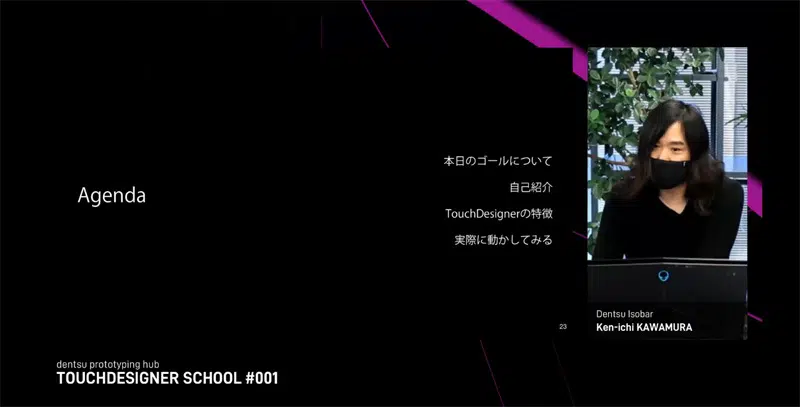 Agenda
本日のゴールについて
自己紹介
TouchDesignerの特徴
実際に動かしてみる
23
Dentsu Isobar
Ken-ichi KAWAMURA
dentsu prototyping hub
TOUCHDESIGNER SCHOOL #001